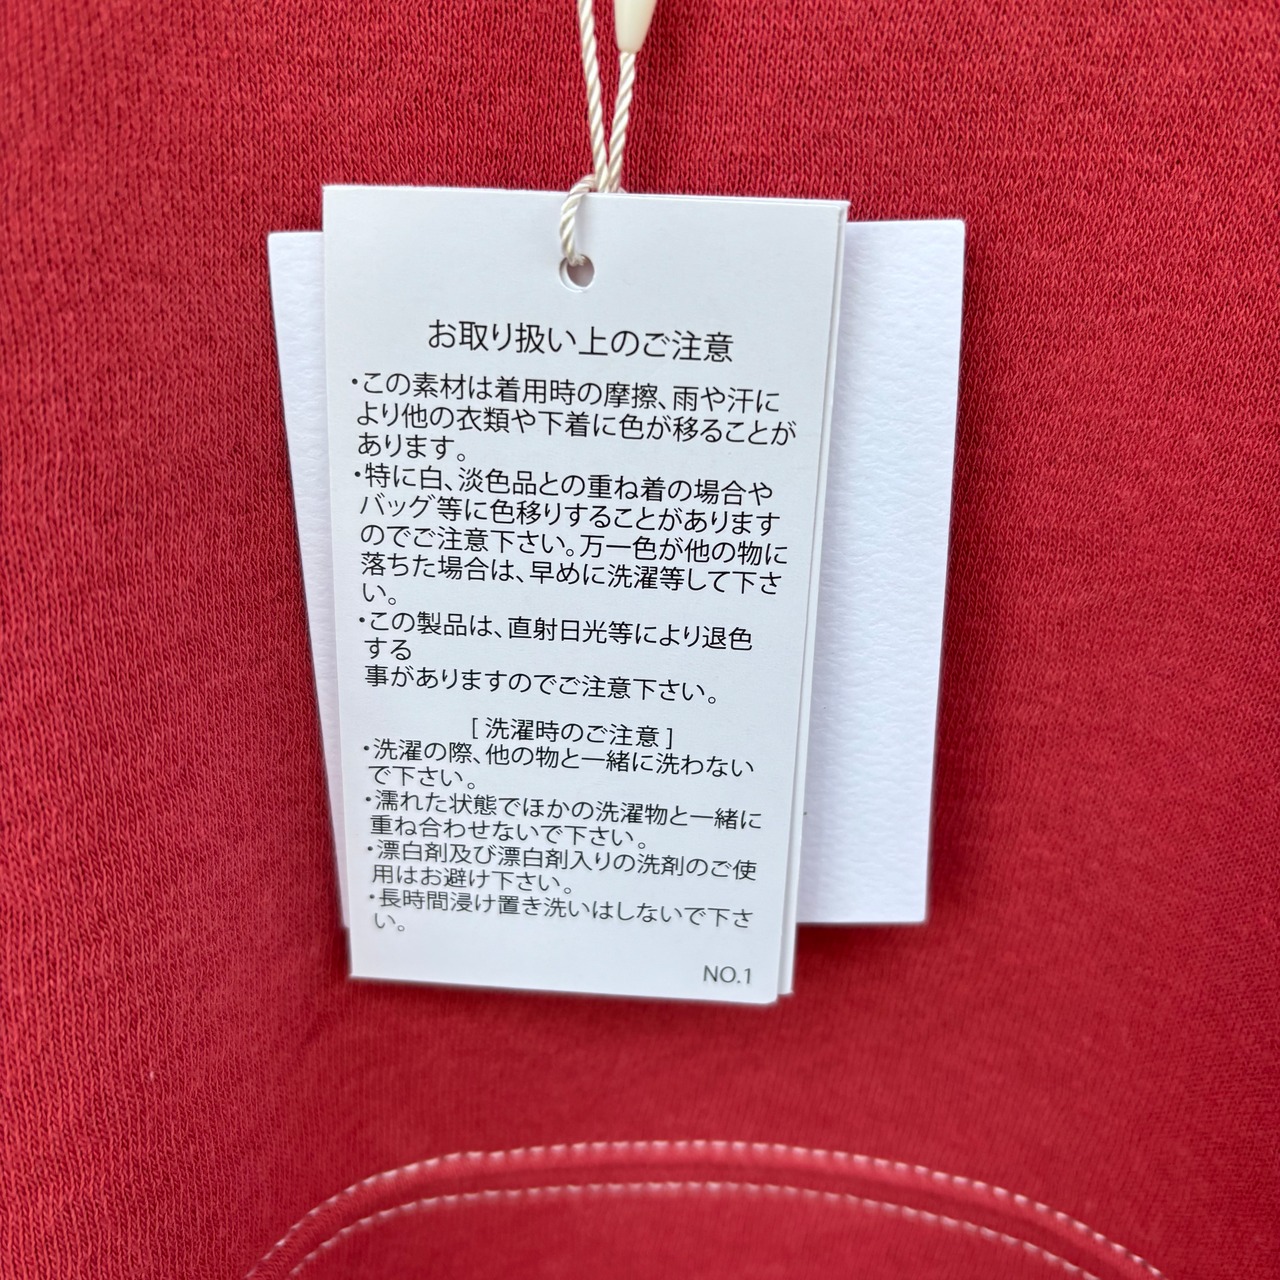 お取り扱い上のご注意
・この素材は着用時の摩擦、雨や汗に
より他の衣類や下着に色が移ることが
あります。
・特に白、淡色品との重ね着の場合や
バッグ等に色移りすることがあります
のでご注意下さい。万一色が他の物に
落ちた場合は、早めに洗濯等して下さ
い。
・この製品は、直射日光等により退色
する
事がありますのでご注意下さい。
[ 洗濯時のご注意 ]
・洗濯の際、他の物と一緒に洗わない
で下さい。
・濡れた状態でほかの洗濯物と一緒に
重ね合わせないで下さい。
・漂白剤及び漂白剤入りの洗剤のご使
用はお避け下さい。
・長時間浸け置き洗いはしないで下さ
い。
NO.1